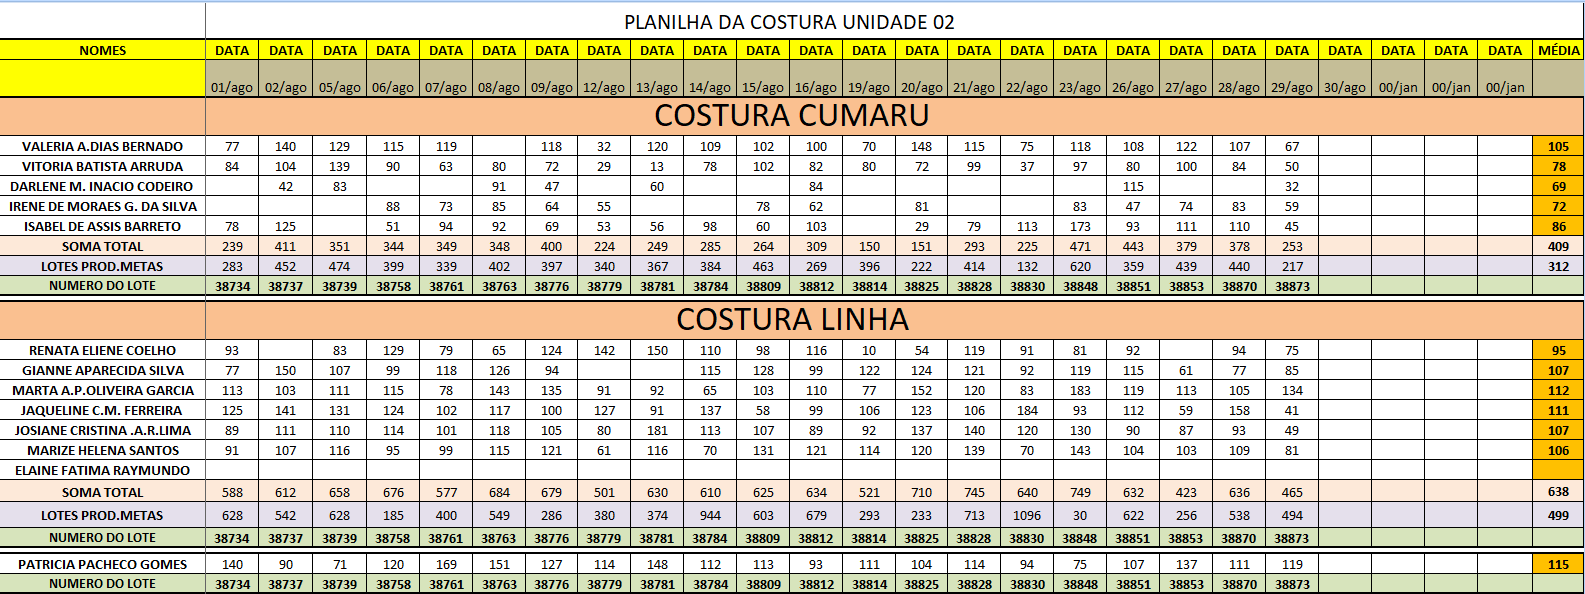 PLANILHA DA COSTURA UNIDADE 02
NOMES DATA DATA DATA DATA DATA DATA DATA DATA DATA DATA DATA DATA DATA DATA DATA DATA DATA DATA DATA DATA DATA DATA DATA DATA DATA MÉDIA
01/ago 02/ago 05/ago 06/ago 07/ago 08/ago 09/ago 12/ago 13/ago 14/ago 15/ago 16/ago 19/ago 20/ago 21/ago 22/ago 23/ago 26/ago 27/ago 28/ago 29/ago 30/ago 00/jan 00/jan 00/jan
COSTURA CUMARU
VALERIA A.DIAS BERNADO 77 140 129 115 119 118 32 120 109 102 100 70 148 115 75 118 108 122 107 67 105
VITORIA BATISTA ARRUDA 84 104 139 90 63 80 72 29 13 78 102 82 80 72 99 37 97 80 100 84 50 78
DARLENE M. INACIO CODEIRO 42 83 91 47 60 84 115 32 69
IRENE DE MORAES G. DA SILVA 88 73 85 64 55 78 62 81 83 47 74 83 59 72
ISABEL DE ASSIS BARRETO 78 125 51 94 92 69 53 56 98 60 103 29 79 113 173 93 111 110 45 86
SOMA TOTAL 239 411 351 344 349 348 400 224 249 285 264 309 150 151 293 225 471 443 379 378 253 409
LOTES PROD.METAS 283 452 474 399 339 402 397 340 367 384 463 269 396 222 414 132 620 359 439 440 217 312
NUMERO DO LOTE 38734 38737 38739 38758 38761 38763 38776 38779 38781 38784 38809 38812 38814 38825 38828 38830 38848 38851 38853 38870 38873
COSTURA LINHA
RENATA ELIENE COELHO 93 83 129 79 65 124 142 150 110 98 116 10 54 119 91 81 92 94 75 95
GIANNE APARECIDA SILVA 77 150 107 99 118 126 94 115 128 99 122 124 121 92 119 115 61 77 85 107
MARTA A.P.OLIVEIRA GARCIA 113 103 111 115 78 143 135 91 92 65 103 110 77 152 120 83 183 119 113 105 134 112
JAQUELINE C.M. FERREIRA 125 141 131 124 102 117 100 127 91 137 58 99 106 123 106 184 93 112 59 158 41 111
JOSIANE CRISTINA .A.R.LIMA 89 111 110 114 101 118 105 80 181 113 107 89 92 137 140 120 130 90 87 93 49 107
MARIZE HELENA SANTOS 91 107 116 95 99 115 121 61 116 70 131 121 114 120 139 70 143 104 103 109 81 106
ELAINE FATIMA RAYMUNDO
SOMA TOTAL 588 612 658 676 577 684 679 501 630 610 625 634 521 710 745 640 749 632 423 636 465 638
LOTES PROD.METAS 628 542 628 185 400 549 286 380 374 944 603 679 293 233 713 1096 30 622 256 538 494 499
NUMERO DO LOTE 38734 38737 38739 38758 38761 38763 38776 38779 38781 38784 38809 38812 38814 38825 38828 38830 38848 38851 38853 38870 38873
PATRICIA PACHECO GOMES 140 90 71 120 169 151 127 114 148 112 113 93 111 104 114 94 75 107 137 111 119 115
NUMERO DO LOTE 38734 38737 38739 38758 38761 38763 38776 38779 38781 38784 38809 38812 38814 38825 38828 38830 38848 38851 38853 38870 38873